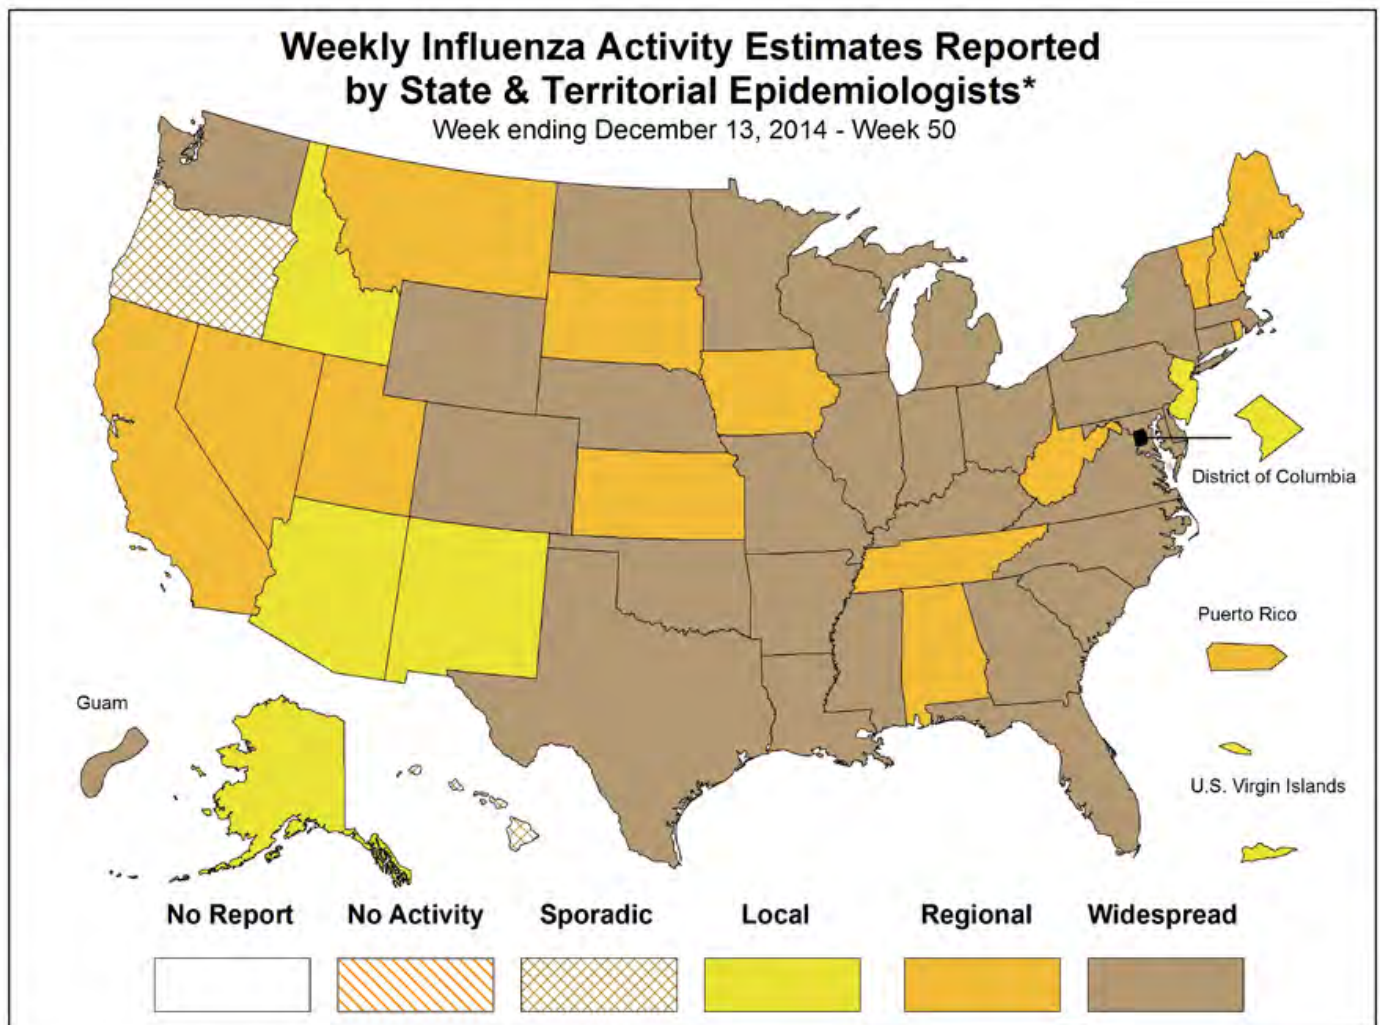 Weekly Influenza Activity Estimates Reported
by State & Territorial Epidemiologists*
Week ending December 13, 2014 - Week 50
District of Columbia
Puerto Rico
Guam
U.S. Virgin Islands
No Report
No Activity
Sporadic
Local
Regional
Widespread